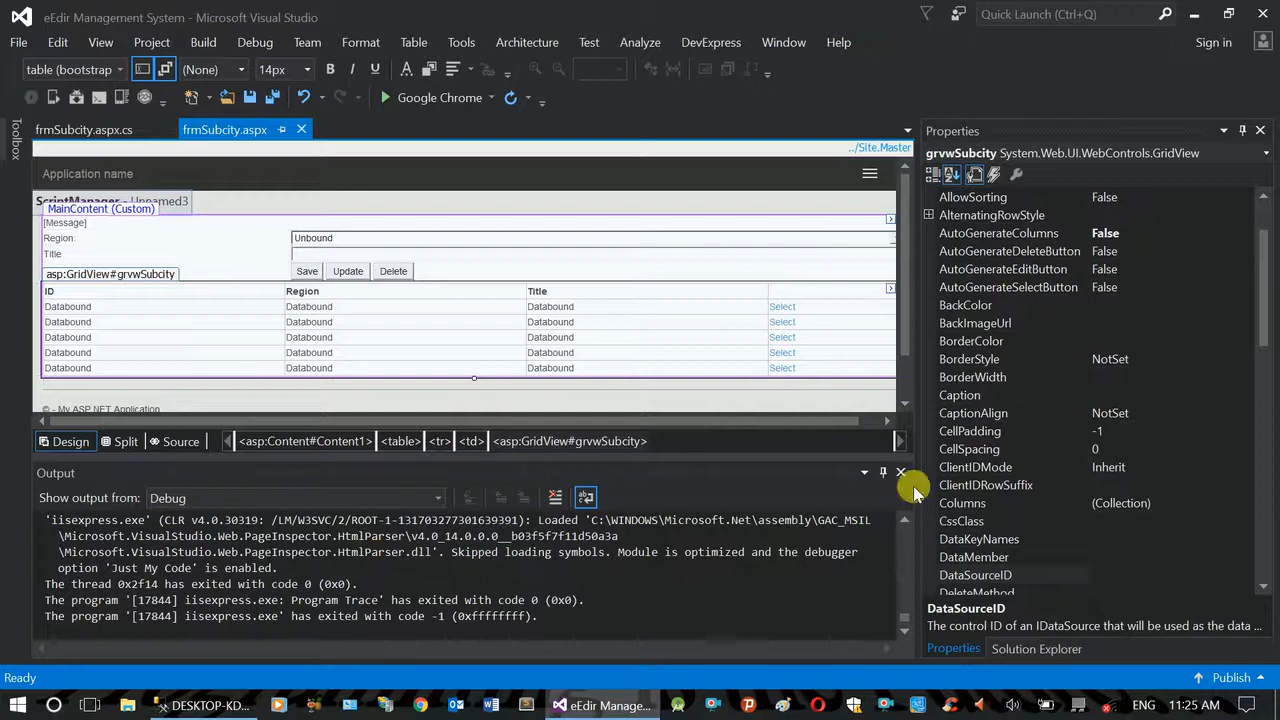 eEdir Management System - Visual Studio
Quick Launch (Ctrl+Q)
File Edit View Project Build Debug Team Format Table Tools Architecture Test Analyze DevExpress Window Help Sign in
table (bootstrap (None) 14px B I U A
Google Chrome
Toolbox
frmSubcity.aspx.cs frmSubcity.aspx
../Site.Master
Application name
ScriptManager - Unnamed3
MainContent (Custom)
[Message]
Region: Unbound
Title
Save Update Delete
asp:GridView#grvwSubcity
ID Region Title
Databound Databound Databound Select
Databound Databound Databound Select
Databound Databound Databound Select
Databound Databound Databound Select
Databound Databound Databound Select
© - My ASP.NET Application
Design Split Source <asp:Content#Content1> <table> <tr> <td> <asp:GridView#grvwSubcity>
Output
Show output from: Debug
'iisexpress.exe' (CLR v4.0.30319: /LM/W3SVC/2/ROOT-1-131703277301639391): Loaded 'C:\WINDOWS\Microsoft.Net\assembly\GAC_MSIL
\Microsoft.VisualStudio.Web.PageInspector.HtmlParser\v4.0_14.0.0.0__b03f5f7f11d50a3a
\Microsoft.VisualStudio.Web.PageInspector.HtmlParser.dll'. Skipped loading symbols. Module is optimized and the debugger
option 'Just My Code' is enabled.
The thread 0x2f14 has exited with code 0 (0x0).
The program '[17844] iisexpress.exe: Program Trace' has exited with code 0 (0x0).
The program '[17844] iisexpress.exe' has exited with code -1 (0xffffffff).
Properties
grvwSubcity System.Web.UI.WebControls.GridView
AllowSorting False
AlternatingRowStyle
AutoGenerateColumns False
AutoGenerateDeleteButton False
AutoGenerateEditButton False
AutoGenerateSelectButton False
BackColor
BackImageUrl
BorderColor
BorderStyle NotSet
BorderWidth
Caption
CaptionAlign NotSet
CellPadding -1
CellSpacing 0
ClientIDMode Inherit
ClientIDRowSuffix
Columns (Collection)
CssClass
DataKeyNames
DataMember
DataSourceID
DeleteMethod
DataSourceID
The control ID of an IDataSource that will be used as the data ...
Properties Solution Explorer
Ready Publish
DESKTOP-KD... eEdir Manage... ENG 11:25 AM